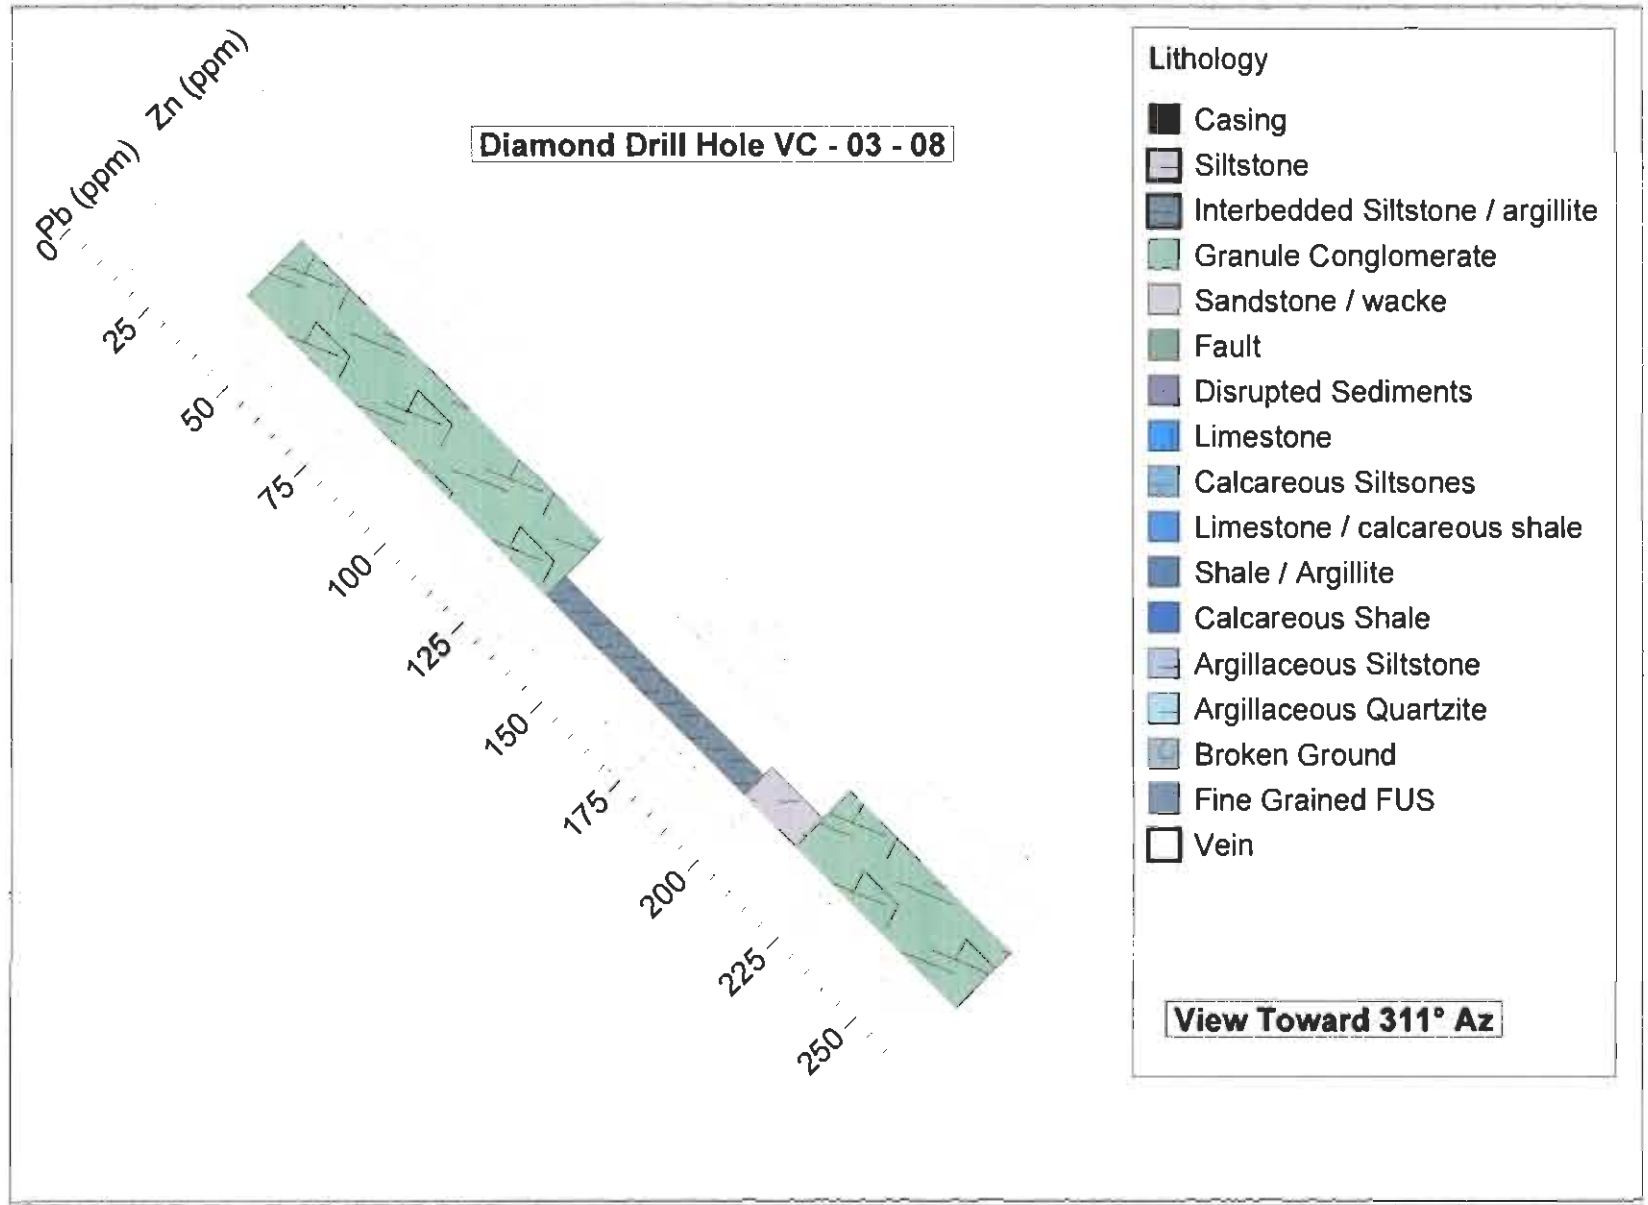 Zn (ppm)
Pb (ppm)
Diamond Drill Hole VC - 03 - 08
0
25
50
75
100
125
150
175
200
225
250
Lithology
Casing
Siltstone
Interbedded Siltstone / argillite
Granule Conglomerate
Sandstone / wacke
Fault
Disrupted Sediments
Limestone
Calcareous Siltsones
Limestone / calcareous shale
Shale / Argillite
Calcareous Shale
Argillaceous Siltstone
Argillaceous Quartzite
Broken Ground
Fine Grained FUS
Vein
View Toward 311° Az